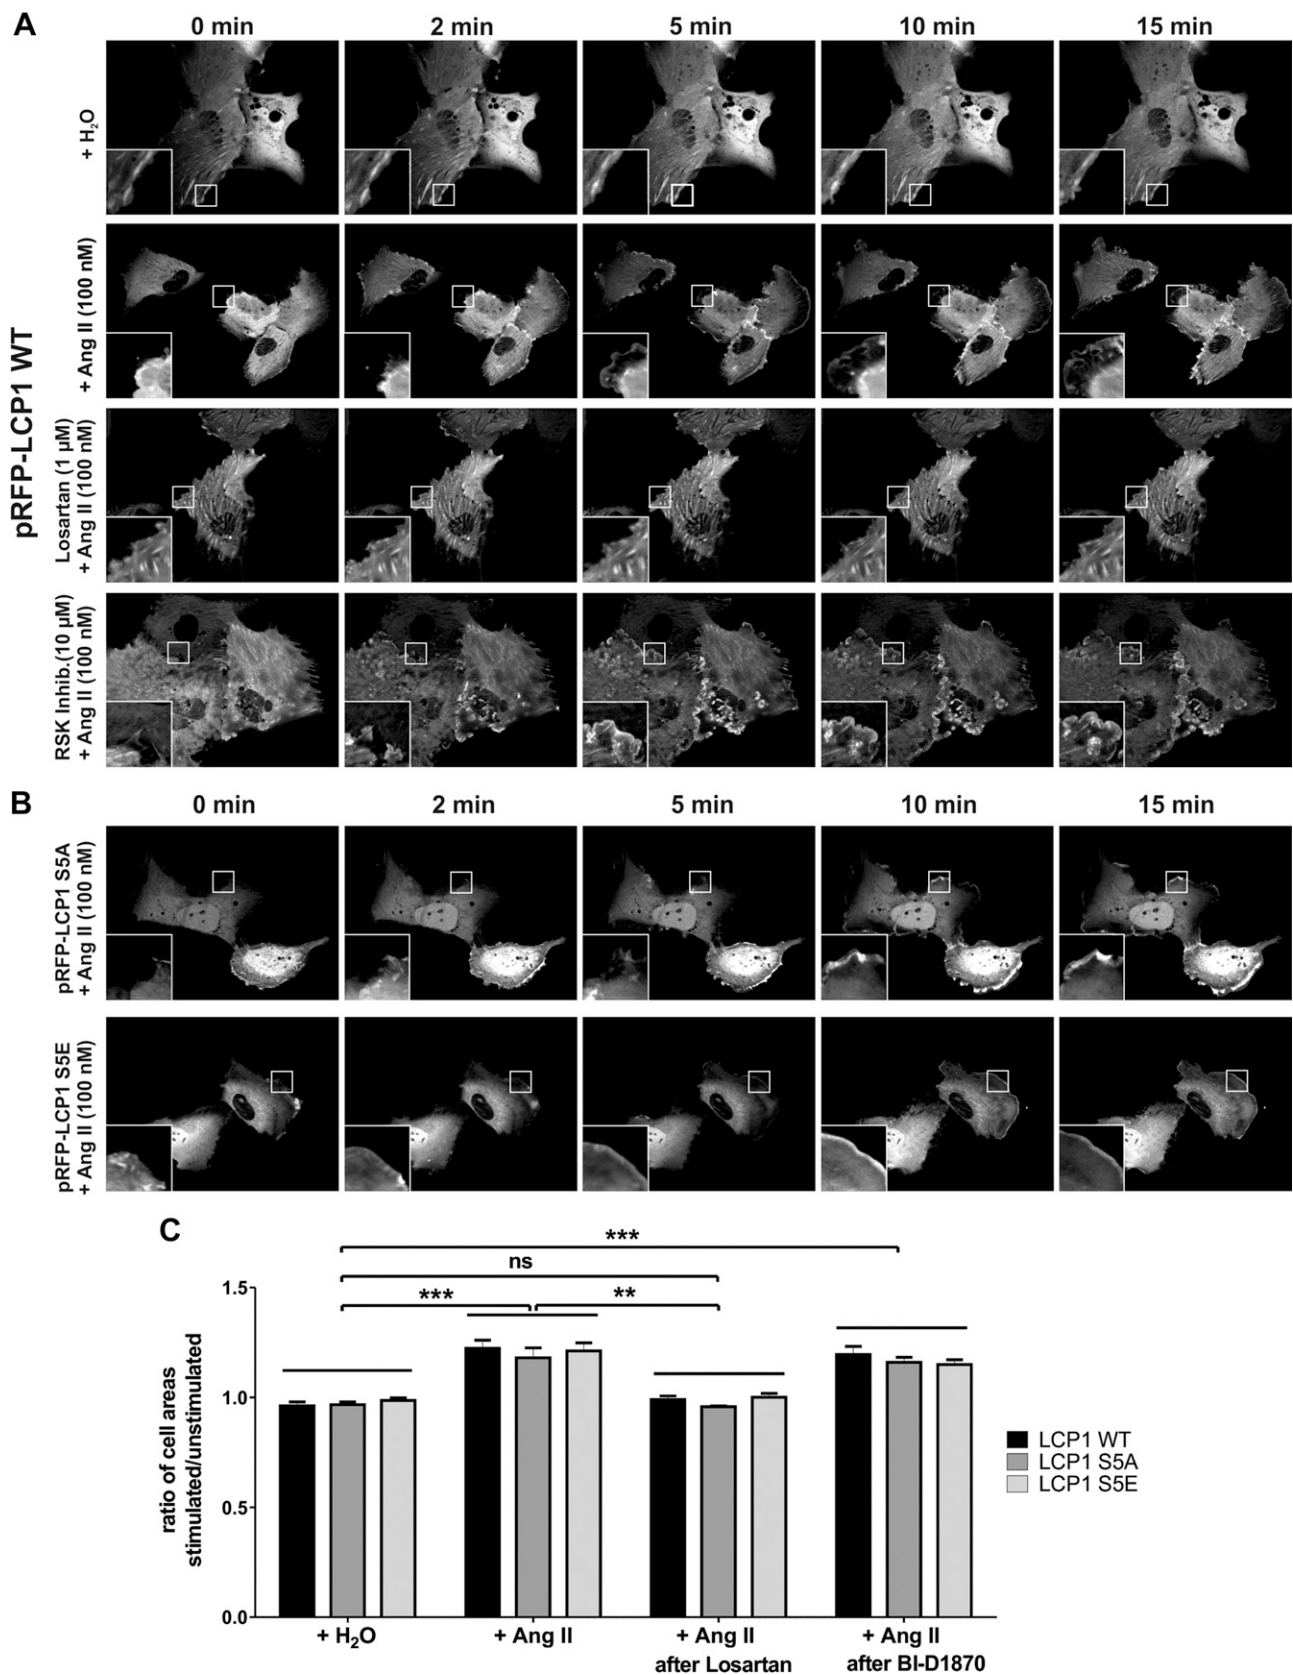 A
0 min 2 min 5 min 10 min 15 min
pRFP-LCP1 WT
+ H₂O
+ Ang II (100 nM)
Losartan (1 µM)
+ Ang II (100 nM)
RSK Inhib.(10 µM)
+ Ang II (100 nM)
B
0 min 2 min 5 min 10 min 15 min
pRFP-LCP1 S5A
+ Ang II (100 nM)
pRFP-LCP1 S5E
+ Ang II (100 nM)
C
***
ns
*** **
1.5
1.0
0.5
0.0
ratio of cell areas
stimulated/unstimulated
LCP1 WT
LCP1 S5A
LCP1 S5E
+ H₂O + Ang II + Ang II + Ang II
after Losartan after BI-D1870